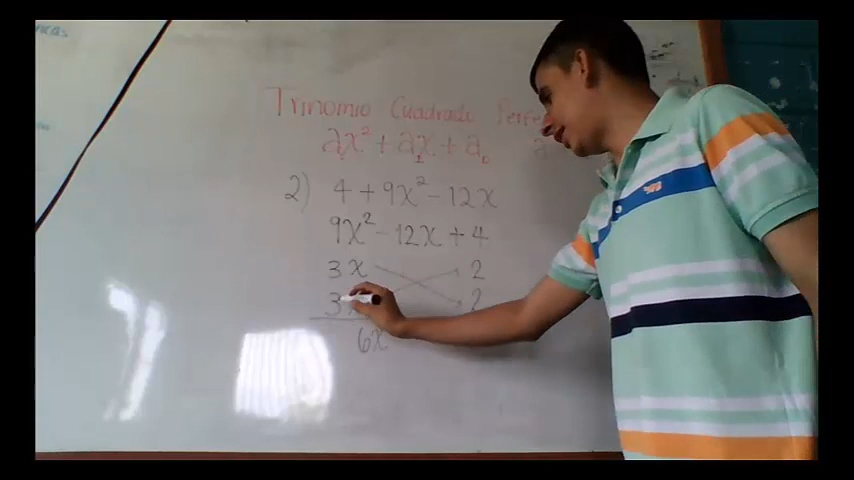 Trinomio Cuadrado
ax² + a₁x + a₀
2) 4 + 9x² - 12x
9x² - 12x + 4
3x 2
3x 2
6x